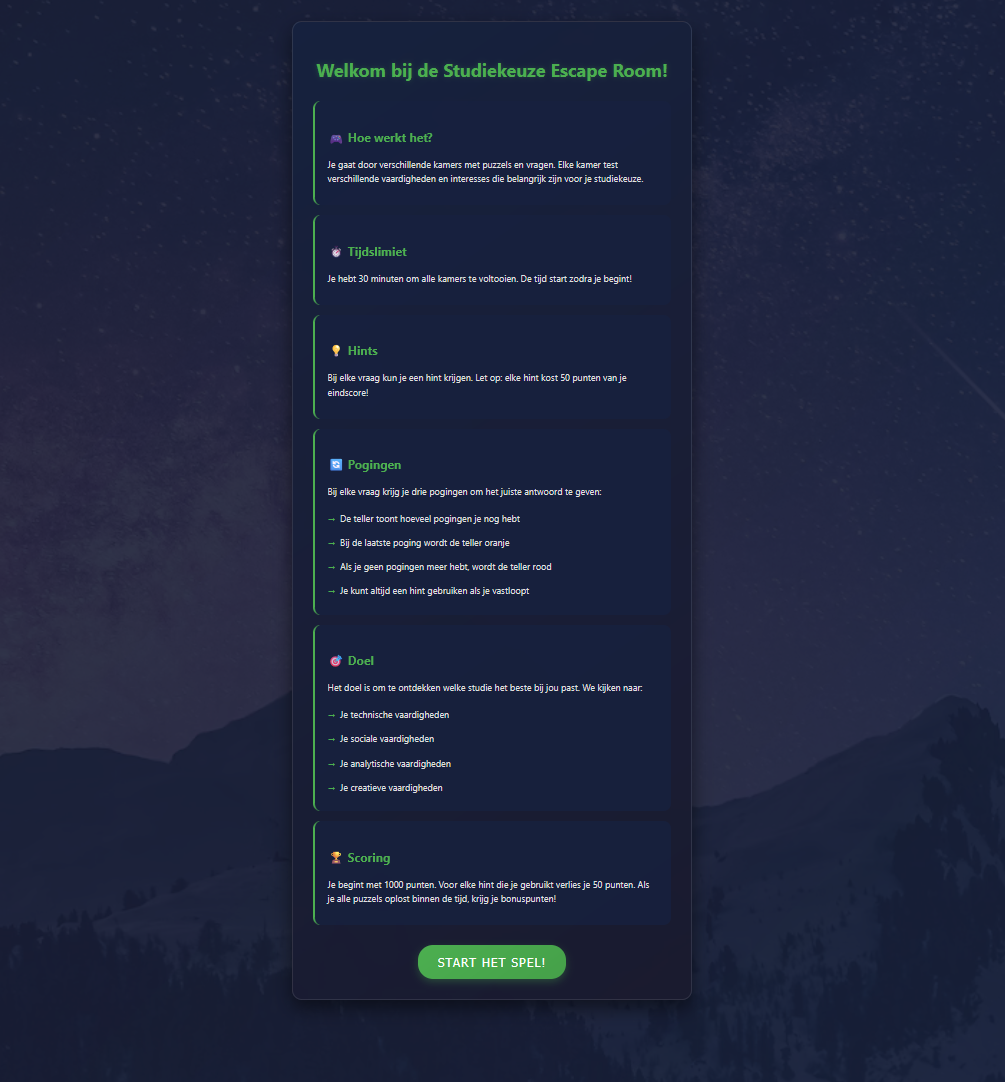 Welkom bij de Studiekeuze Escape Room!
🎮 Hoe werkt het?
Je gaat door verschillende kamers met puzzels en vragen. Elke kamer test
verschillende vaardigheden en interesses die belangrijk zijn voor je studiekeuze.
⏰ Tijdslimiet
Je hebt 30 minuten om alle kamers te voltooien. De tijd start zodra je begint!
💡 Hints
Bij elke vraag kun je een hint krijgen. Let op: elke hint kost 50 punten van je
eindscore!
🔄 Pogingen
Bij elke vraag krijg je drie pogingen om het juiste antwoord te geven:
→ De teller toont hoeveel pogingen je nog hebt
→ Bij de laatste poging wordt de teller oranje
→ Als je geen pogingen meer hebt, wordt de teller rood
→ Je kunt altijd een hint gebruiken als je vastloopt
🎯 Doel
Het doel is om te ontdekken welke studie het beste bij jou past. We kijken naar:
→ Je technische vaardigheden
→ Je sociale vaardigheden
→ Je analytische vaardigheden
→ Je creatieve vaardigheden
🏆 Scoring
Je begint met 1000 punten. Voor elke hint die je gebruikt verlies je 50 punten. Als
je alle puzzels oplost binnen de tijd, krijg je bonuspunten!
START HET SPEL!